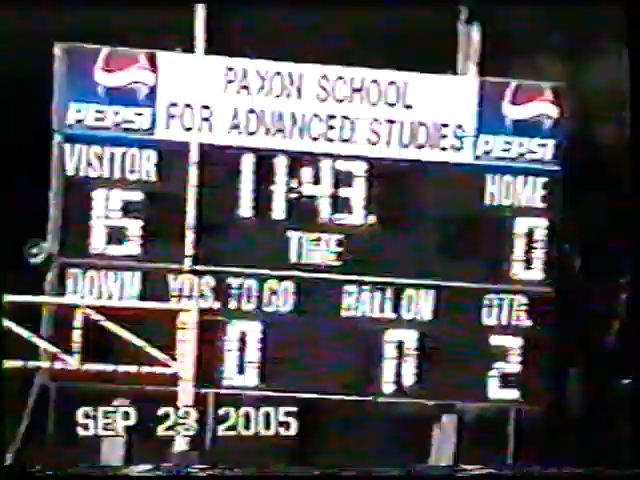 PEPSI PAXON SCHOOL PEPSI
FOR ADVANCED STUDIES
VISITOR 11:43 HOME
TIME 0
DOWN YDS. TO GO BALL ON QTR.
0 0 2
SEP 23 2005